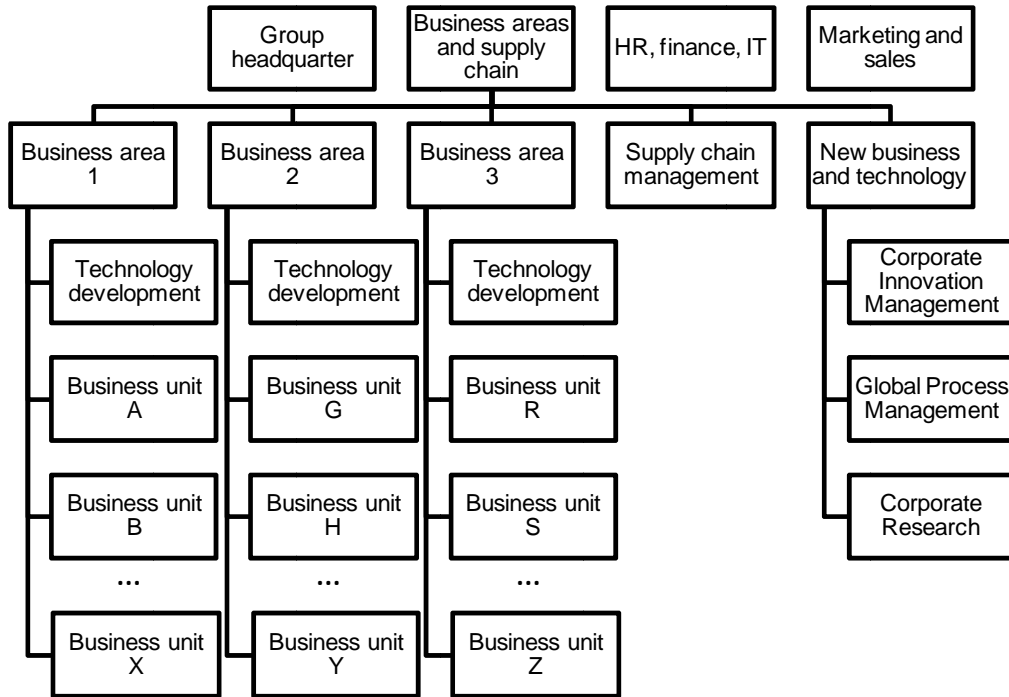 Group
headquarter
Business areas
and supply
chain
HR, finance, IT
Marketing and
sales
Business area
1
Business area
2
Business area
3
Supply chain
management
New business
and technology
Technology
development
Technology
development
Technology
development
Corporate
Innovation
Management
Business unit
A
Business unit
G
Business unit
R
Global Process
Management
Business unit
B
Business unit
H
Business unit
S
Corporate
Research
...
...
...
Business unit
X
Business unit
Y
Business unit
Z